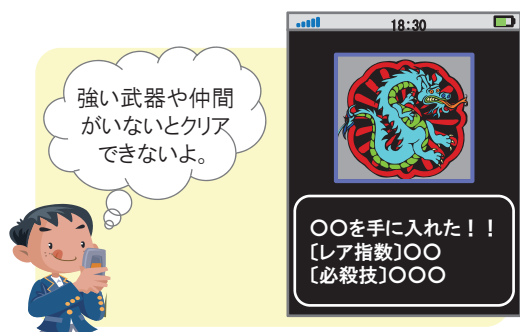 強い武器や仲間
がいないとクリア
できないよ。
18:30
〇〇を手に入れた！！
〔レア指数〕〇〇
〔必殺技〕〇〇〇